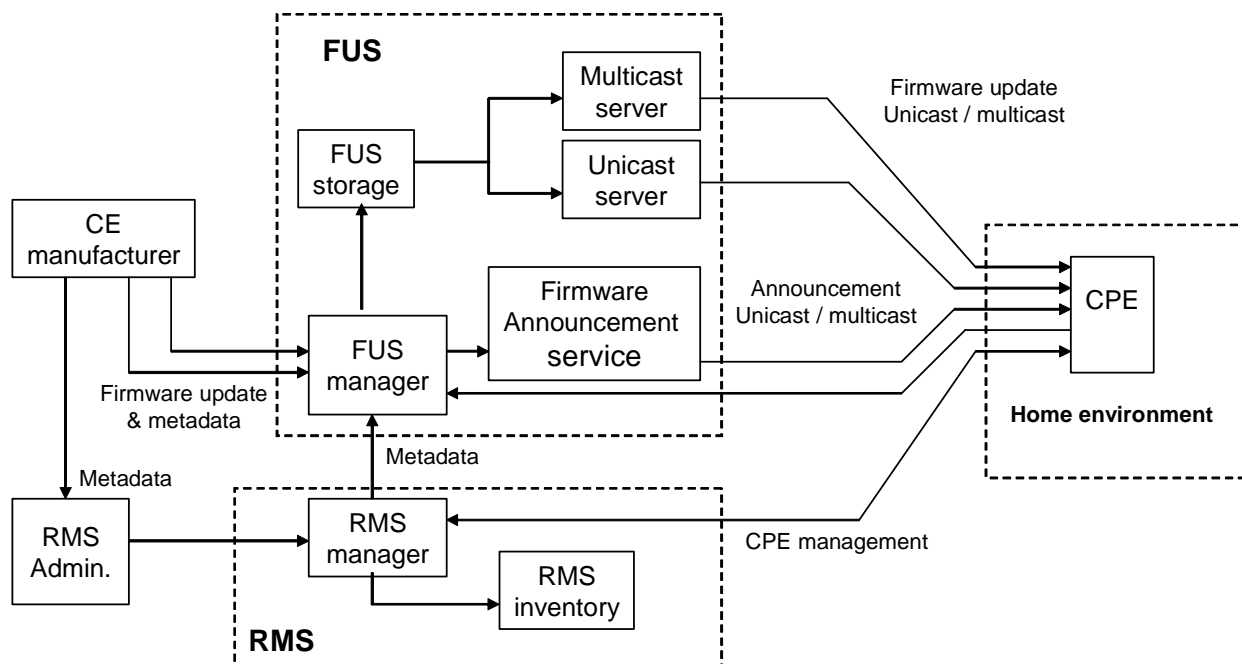 FUS
Multicast
server
Firmware update
Unicast / multicast
FUS
storage
Unicast
server
CE
manufacturer
Firmware
Announcement
service
Announcement
Unicast / multicast
CPE
FUS
manager
Firmware update
& metadata
Home environment
Metadata
Metadata
RMS
Admin.
RMS
manager
CPE management
RMS
inventory
RMS